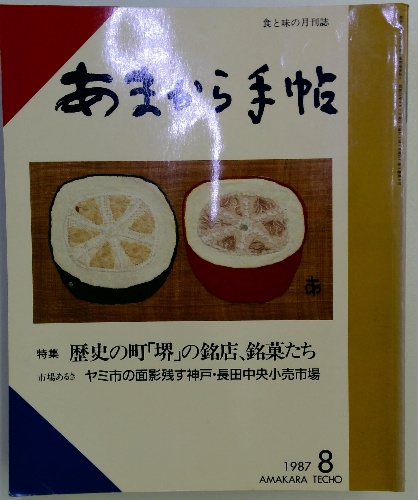 食と味の月刊誌
あまから手帖
あ
特集 歴史の町「堺」の銘店、銘菓たち
市場あるき ヤミ市の面影残す神戸・長田中央小売市場
1987 8
AMAKARA TECHO